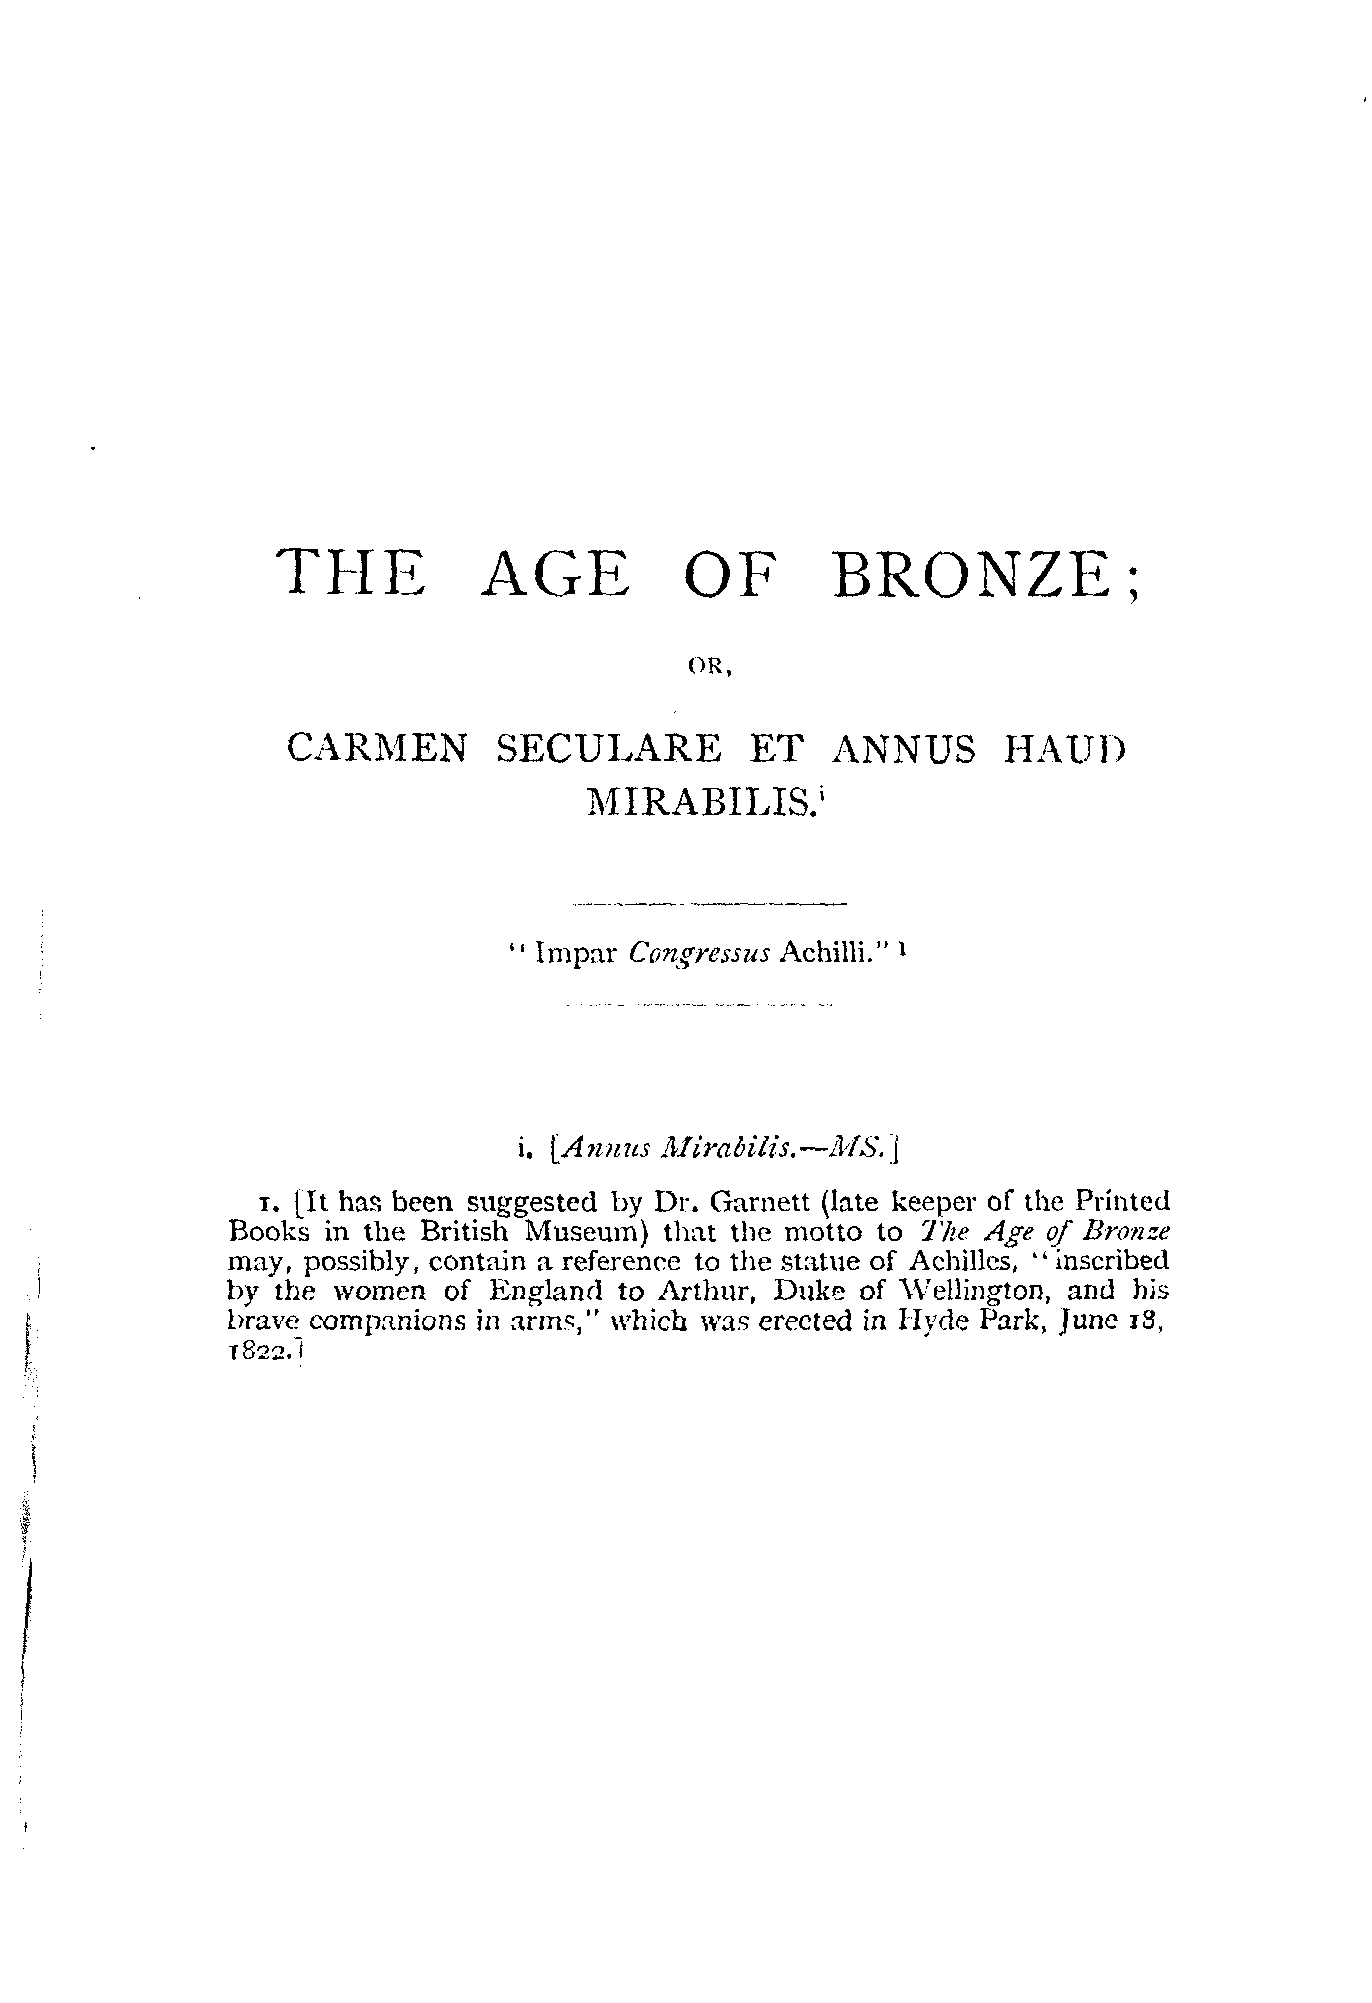 THE AGE OF BRONZE;
OR,
CARMEN SECULARE ET ANNUS HAUD
MIRABILIS.i
"Impar Congressus Achilli." 1
i. [Annus Mirabilis.—MS.]
1. [It has been suggested by Dr. Garnett (late keeper of the Printed
Books in the British Museum) that the motto to The Age of Bronze
may, possibly, contain a reference to the statue of Achilles, "inscribed
by the women of England to Arthur, Duke of Wellington, and his
brave companions in arms," which was erected in Hyde Park, June 18,
1822.]